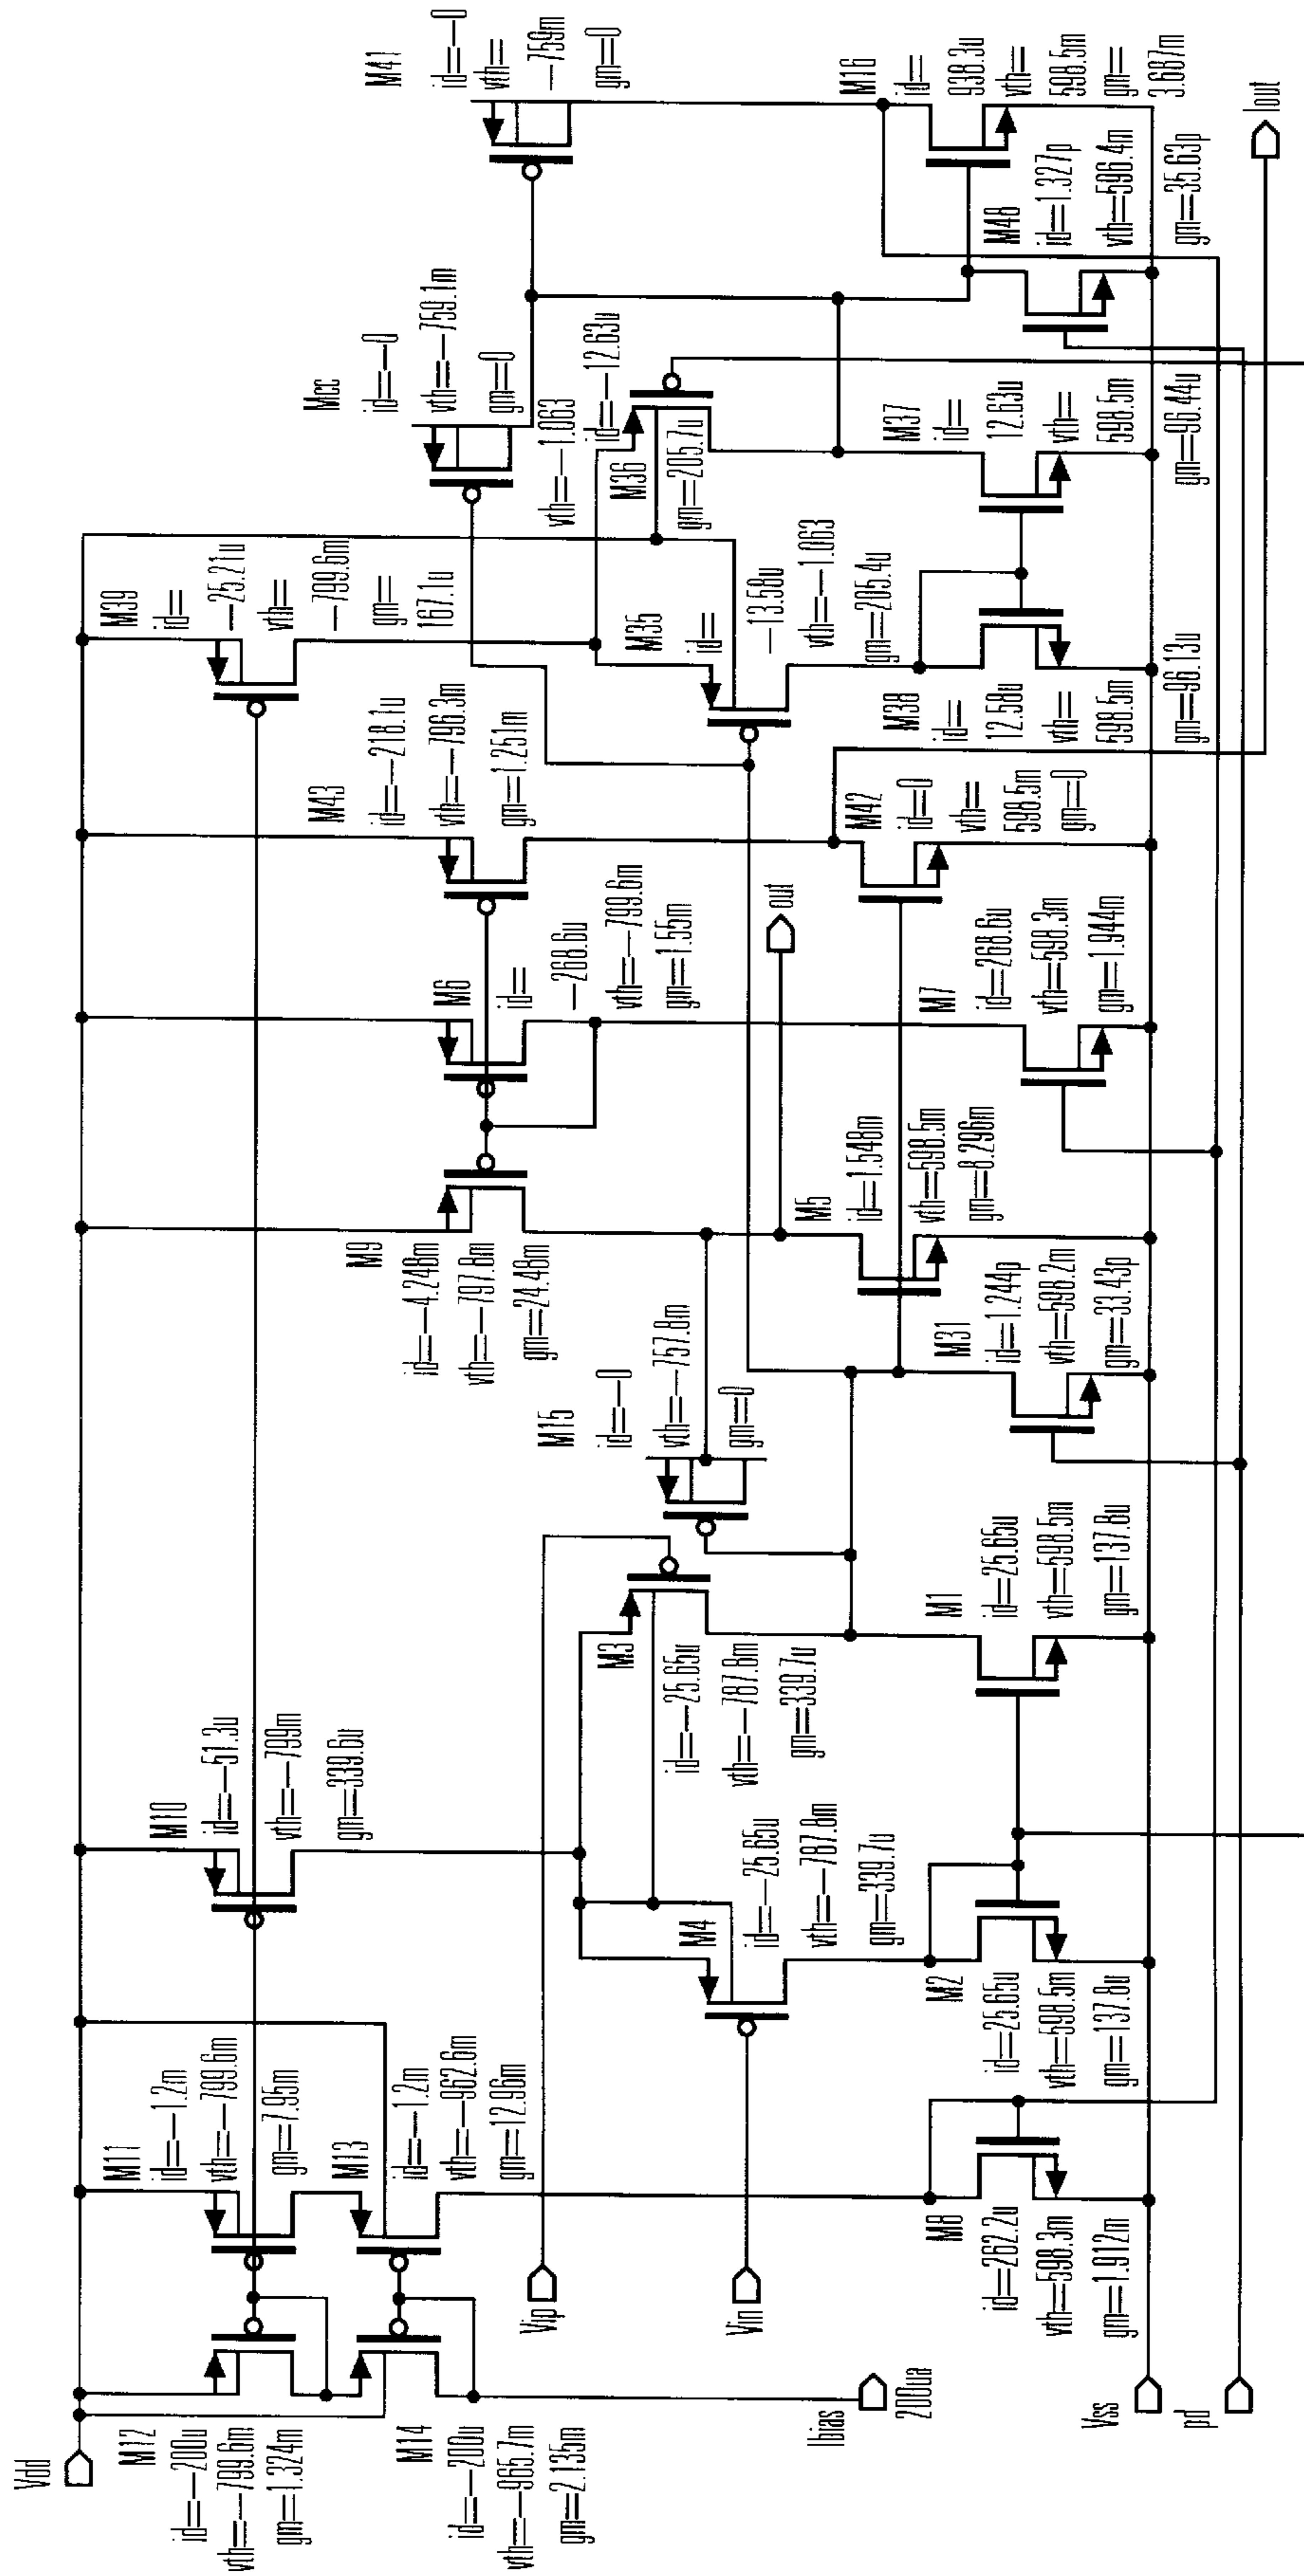 Vdd
M12
id=-200u
vth=-799.6m
gm=1.324m
M11
id=-1.2m
vth=-799.6m
gm=7.95m
M10
id=-51.3u
vth=-799m
gm=339.6u
M39
id=
-25.21u
vth=
-799.6m
gm=
167.1u
M14
id=-200u
vth=-965.7m
gm=2.135m
M13
id=-1.2m
vth=-962.6m
gm=12.96m
M9
id=-4.248m
vth=-797.8m
gm=24.48m
M6
id=
-268.6u
vth=-799.6m
gm=1.55m
M43
id=-218.1u
vth=-796.3m
gm=1.251m
Mcc
id=-0
vth=-759.1m
gm=0
M41
id=-0
vth=
-759m
gm=0
Vip
M3
id=-25.65u
vth=-787.8m
gm=339.7u
M15
id=-0
vth=-757.8m
gm=0
M35
id=
-13.58u
vth=-1.063
gm=205.4u
vth=-1.063
id=-12.63u
M36
gm=205.7u
Vin
M4
id=-25.65u
vth=-787.8m
gm=339.7u
out
Ibias
200ua
M8
id=262.2u
vth=598.3m
gm=1.912m
M2
id=25.65u
vth=598.5m
gm=137.8u
M1
id=25.65u
vth=598.5m
gm=137.8u
M31
id=1.244p
vth=598.2m
gm=33.43p
M5
id=1.548m
vth=598.5m
gm=8.296m
M7
id=268.6u
vth=598.3m
gm=1.944m
M42
id=0
vth=
598.5m
gm=0
M38
id=
12.58u
vth=
598.5m
gm=96.13u
M37
id=
12.63u
vth=
598.5m
gm=96.44u
M48
id=1.327p
vth=596.4m
gm=35.63p
M16
id=
938.3u
vth=
598.5m
gm=
3.687m
Vss
pd
Iout